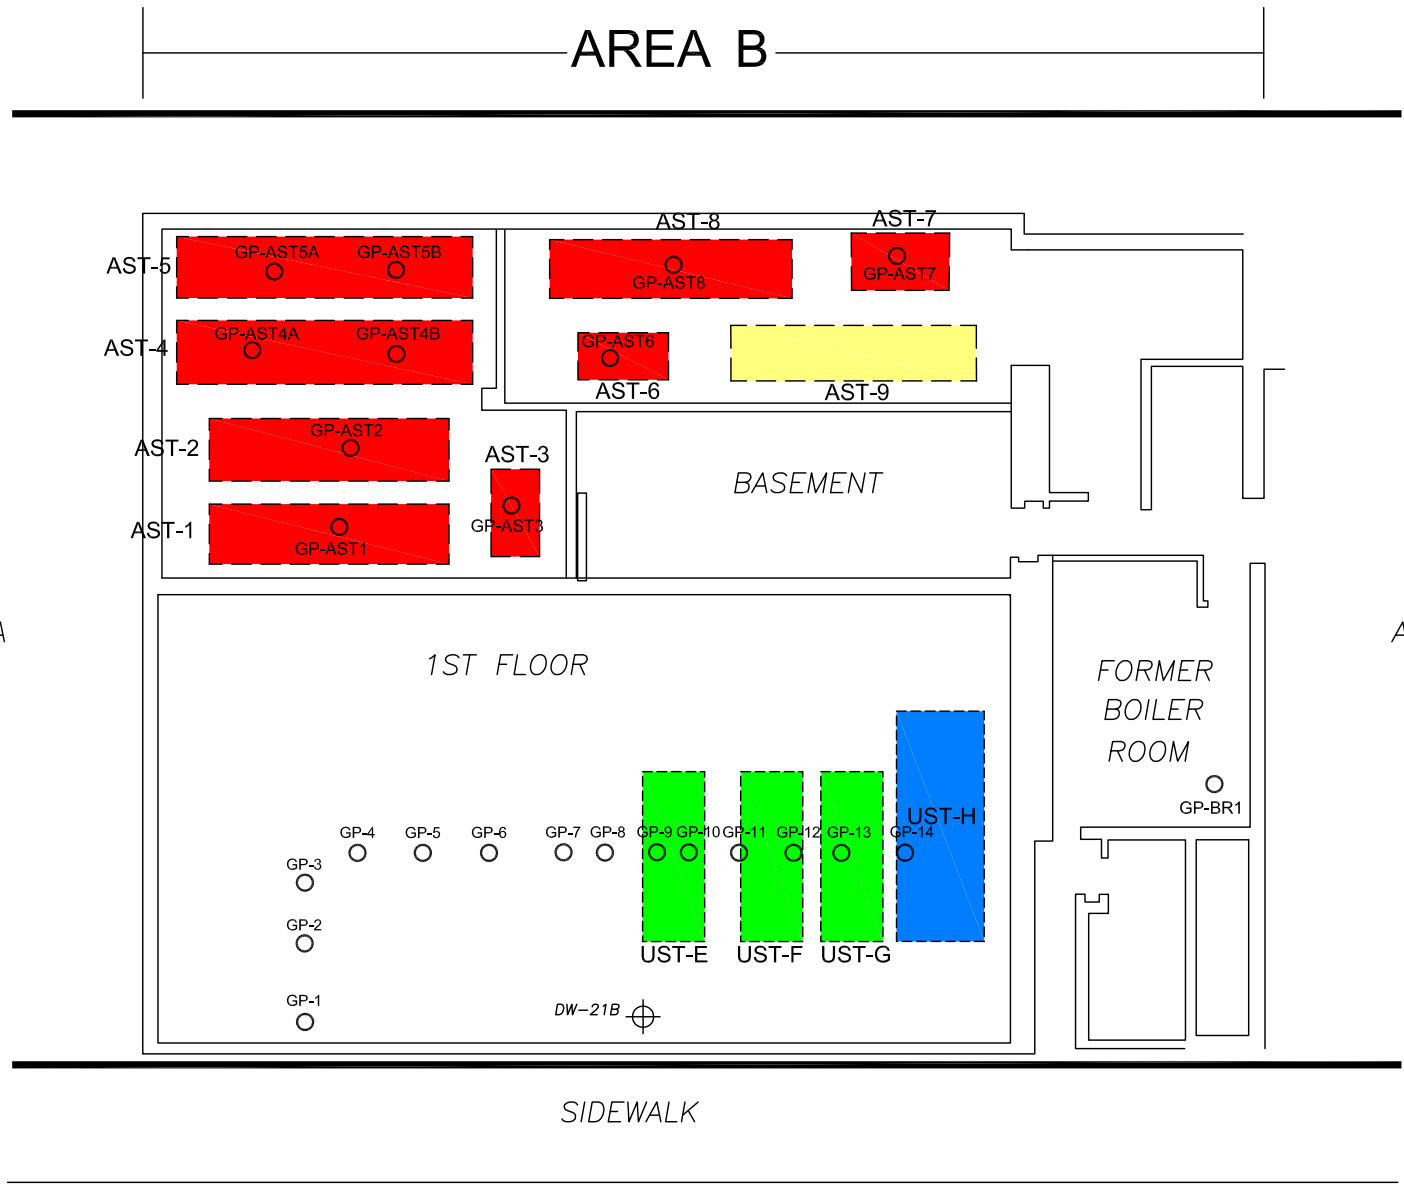 AREA B
AST-8
AST-7
GP-AST5A
GP-AST5B
AST-5
GP-AST8
GP-AST7
GP-AST4A
GP-AST4B
GP-AST6
AST-4
AST-6
AST-9
GP-AST2
AST-2
AST-3
BASEMENT
AST-1
GP-AST3
GP-AST1
A
A
1ST FLOOR
FORMER
BOILER
ROOM
GP-BR1
UST-H
GP-4
GP-5
GP-6
GP-7
GP-8
GP-9
GP-10
GP-11
GP-12
GP-13
GP-14
GP-3
GP-2
UST-E
UST-F
UST-G
GP-1
DW-21B
SIDEWALK